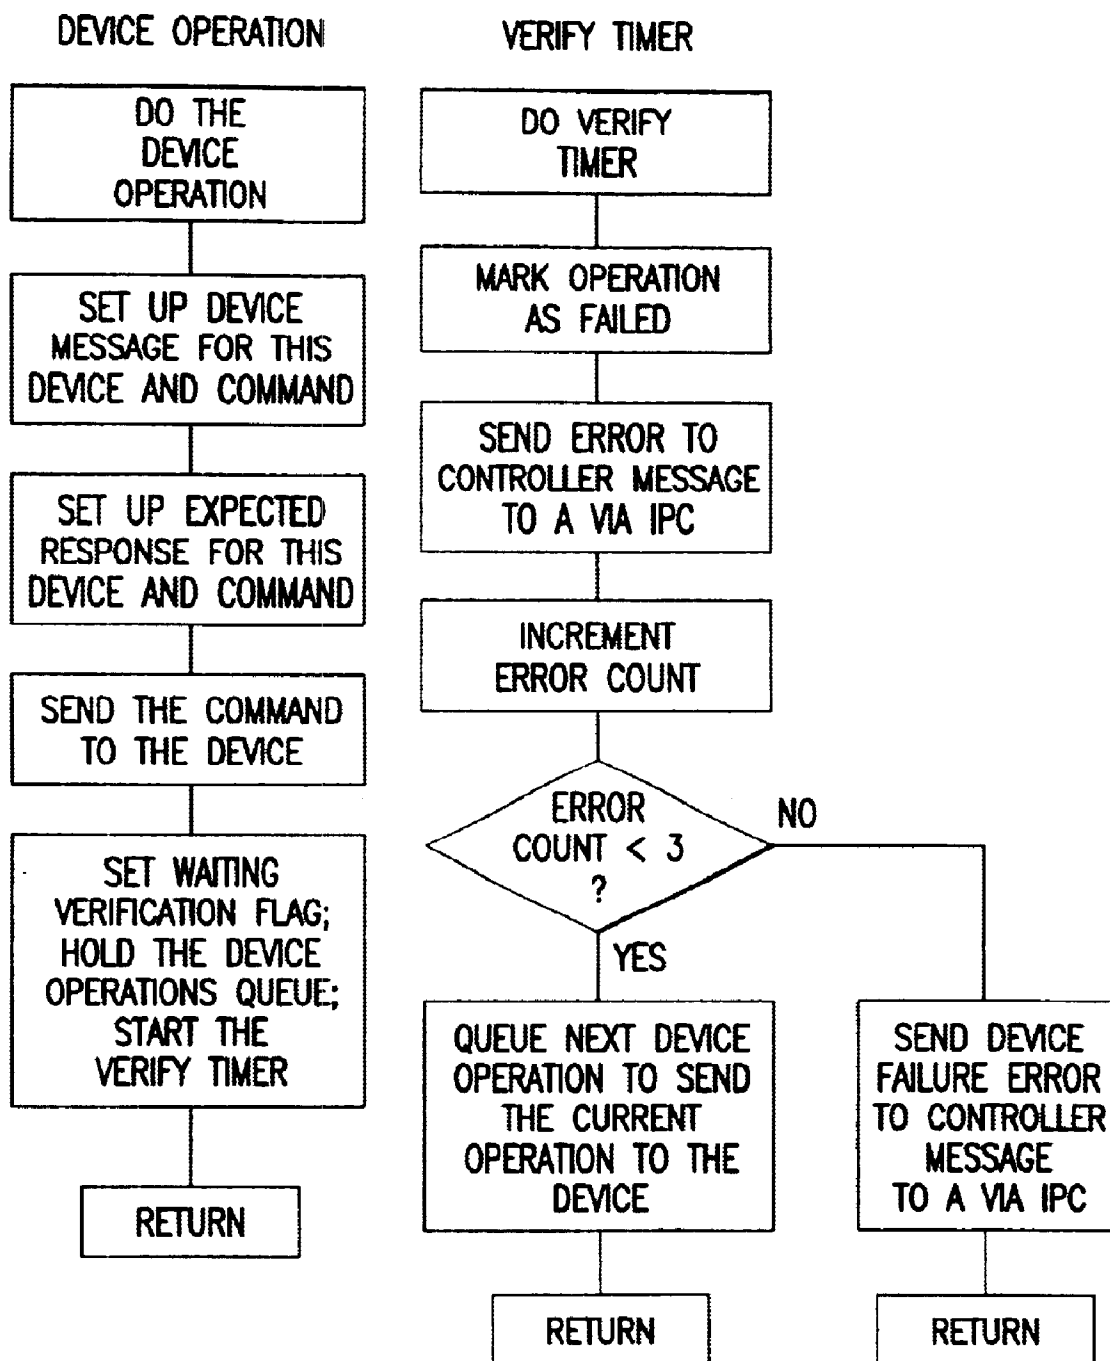 DEVICE OPERATION
DO THE
DEVICE
OPERATION
SET UP DEVICE
MESSAGE FOR THIS
DEVICE AND COMMAND
SET UP EXPECTED
RESPONSE FOR THIS
DEVICE AND COMMAND
SEND THE COMMAND
TO THE DEVICE
SET WAITING
VERIFICATION FLAG;
HOLD THE DEVICE
OPERATIONS QUEUE;
START THE
VERIFY TIMER
RETURN
VERIFY TIMER
DO VERIFY
TIMER
MARK OPERATION
AS FAILED
SEND ERROR TO
CONTROLLER MESSAGE
TO A VIA IPC
INCREMENT
ERROR COUNT
ERROR
COUNT < 3
?
NO
YES
QUEUE NEXT DEVICE
OPERATION TO SEND
THE CURRENT
OPERATION TO THE
DEVICE
RETURN
SEND DEVICE
FAILURE ERROR
TO CONTROLLER
MESSAGE
TO A VIA IPC
RETURN